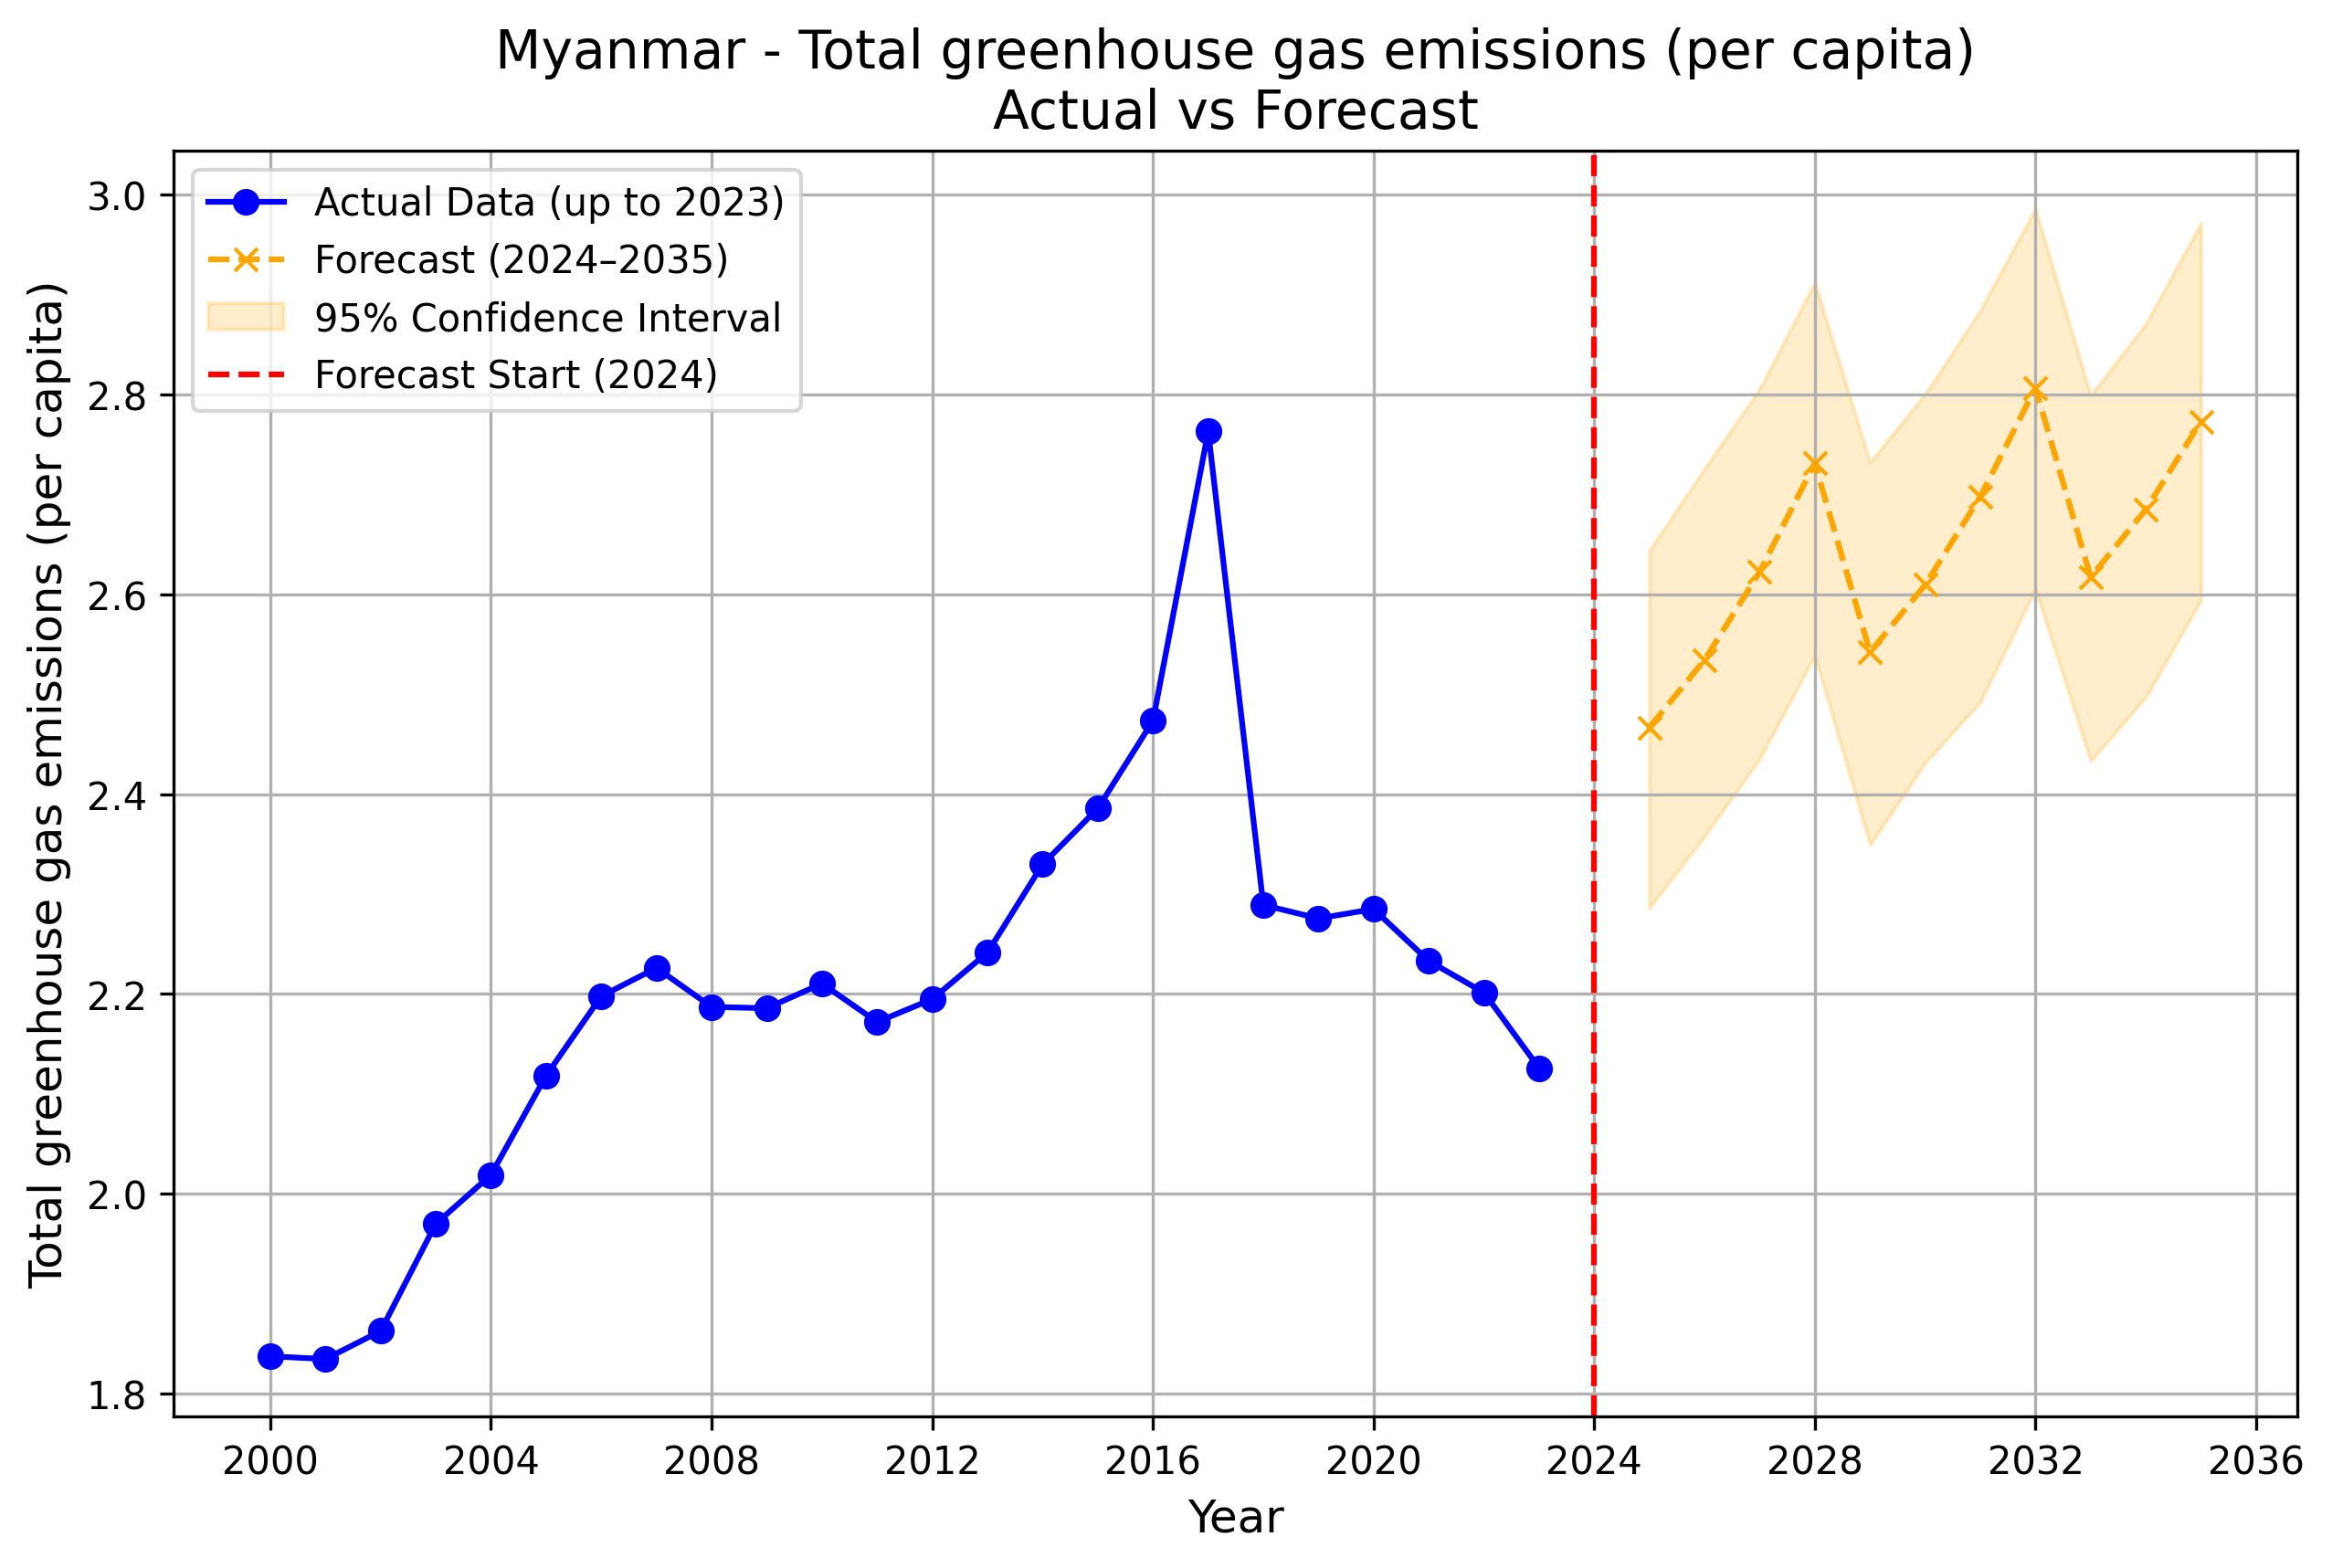 Myanmar - Total greenhouse gas emissions (per capita)
Actual vs Forecast
Actual Data (up to 2023)
Forecast (2024–2035)
95% Confidence Interval
Forecast Start (2024)
Total greenhouse gas emissions (per capita)
3.0
2.8
2.6
2.4
2.2
2.0
1.8
2000 2004 2008 2012 2016 2020 2024 2028 2032 2036
Year